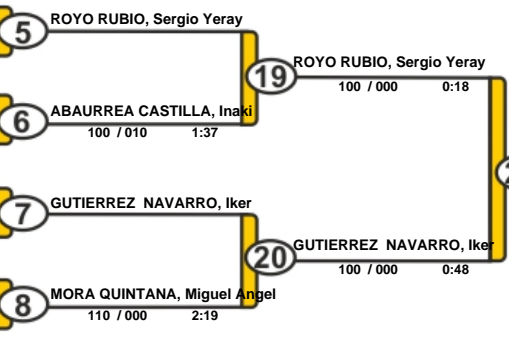 5 ROYO RUBIO, Sergio Yeray
19 ROYO RUBIO, Sergio Yeray
100 / 000 0:18
6 ABAURREA CASTILLA, Inaki
100 / 010 1:37
7 GUTIERREZ NAVARRO, Iker
20 GUTIERREZ NAVARRO, Iker
100 / 000 0:48
8 MORA QUINTANA, Miguel Angel
110 / 000 2:19